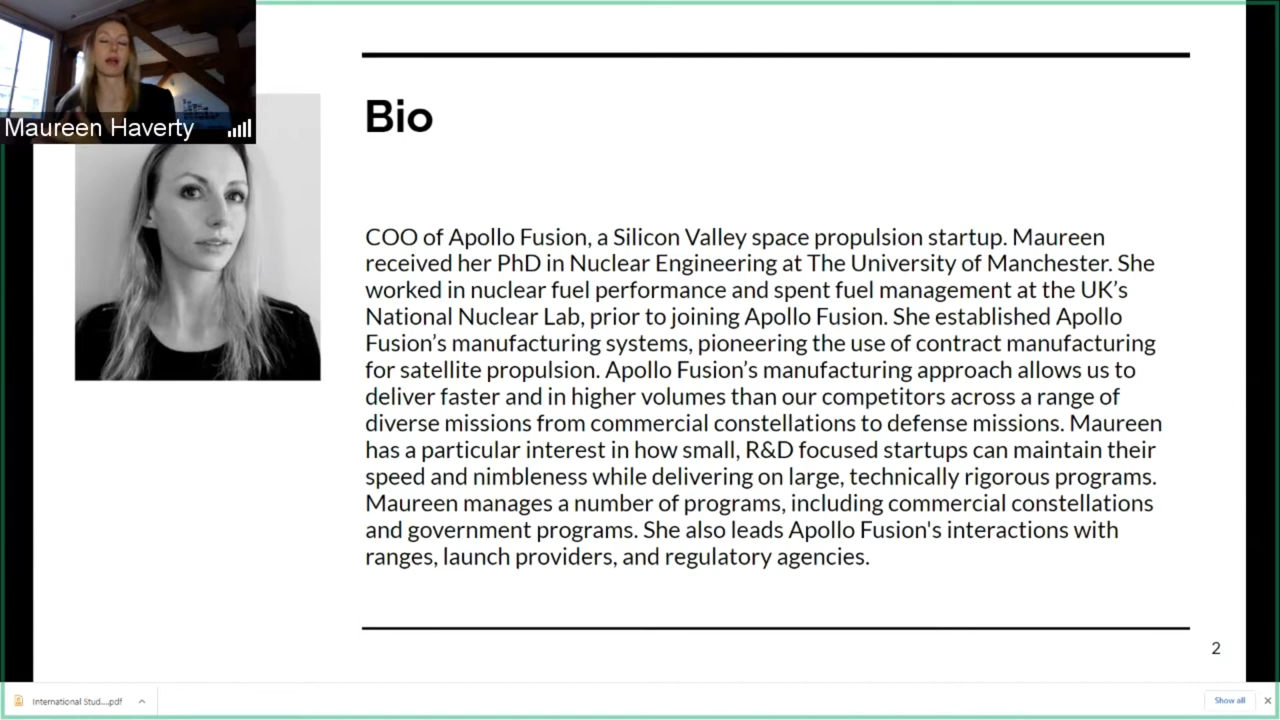 Maureen Haverty
Bio
COO of Apollo Fusion, a Silicon Valley space propulsion startup. Maureen
received her PhD in Nuclear Engineering at The University of Manchester. She
worked in nuclear fuel performance and spent fuel management at the UK’s
National Nuclear Lab, prior to joining Apollo Fusion. She established Apollo
Fusion’s manufacturing systems, pioneering the use of contract manufacturing
for satellite propulsion. Apollo Fusion’s manufacturing approach allows us to
deliver faster and in higher volumes than our competitors across a range of
diverse missions from commercial constellations to defense missions. Maureen
has a particular interest in how small, R&D focused startups can maintain their
speed and nimbleness while delivering on large, technically rigorous programs.
Maureen manages a number of programs, including commercial constellations
and government programs. She also leads Apollo Fusion's interactions with
ranges, launch providers, and regulatory agencies.
2
International Stud....pdf
Show all